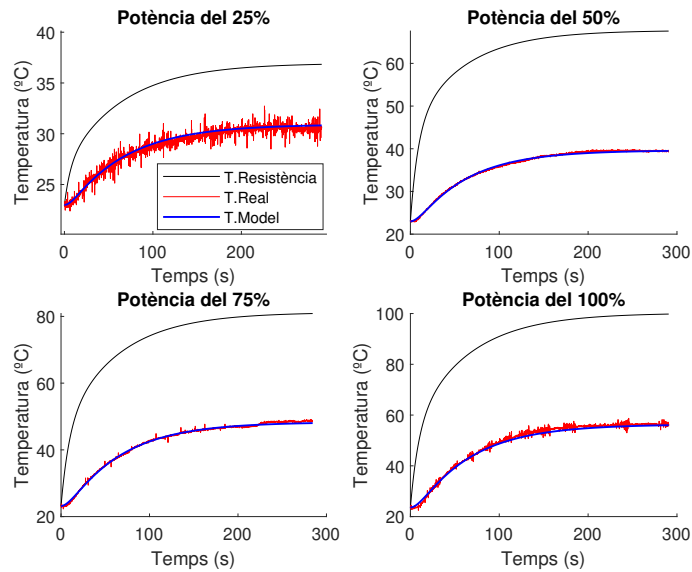 Potència del 25%
Temperatura (ºC)
40
35
30
25
0
100
200
Temps (s)
T.Resistència
T.Real
T.Model
Potència del 50%
Temperatura (ºC)
60
50
40
30
20
0
100
200
300
Temps (s)
Potència del 75%
Temperatura (ºC)
80
60
40
20
0
100
200
300
Temps (s)
Potència del 100%
Temperatura (ºC)
100
80
60
40
20
0
100
200
300
Temps (s)